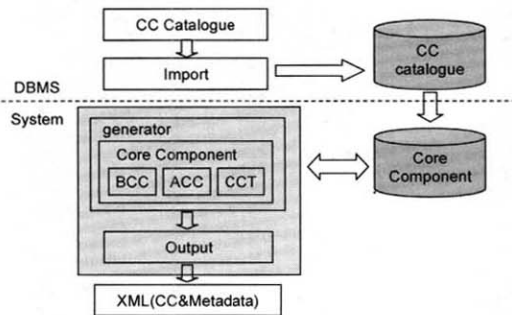 CC Catalogue
Import
CC
catalogue
DBMS
System
generator
Core Component
BCC ACC CCT
Core
Component
Output
XML(CC&Metadata)